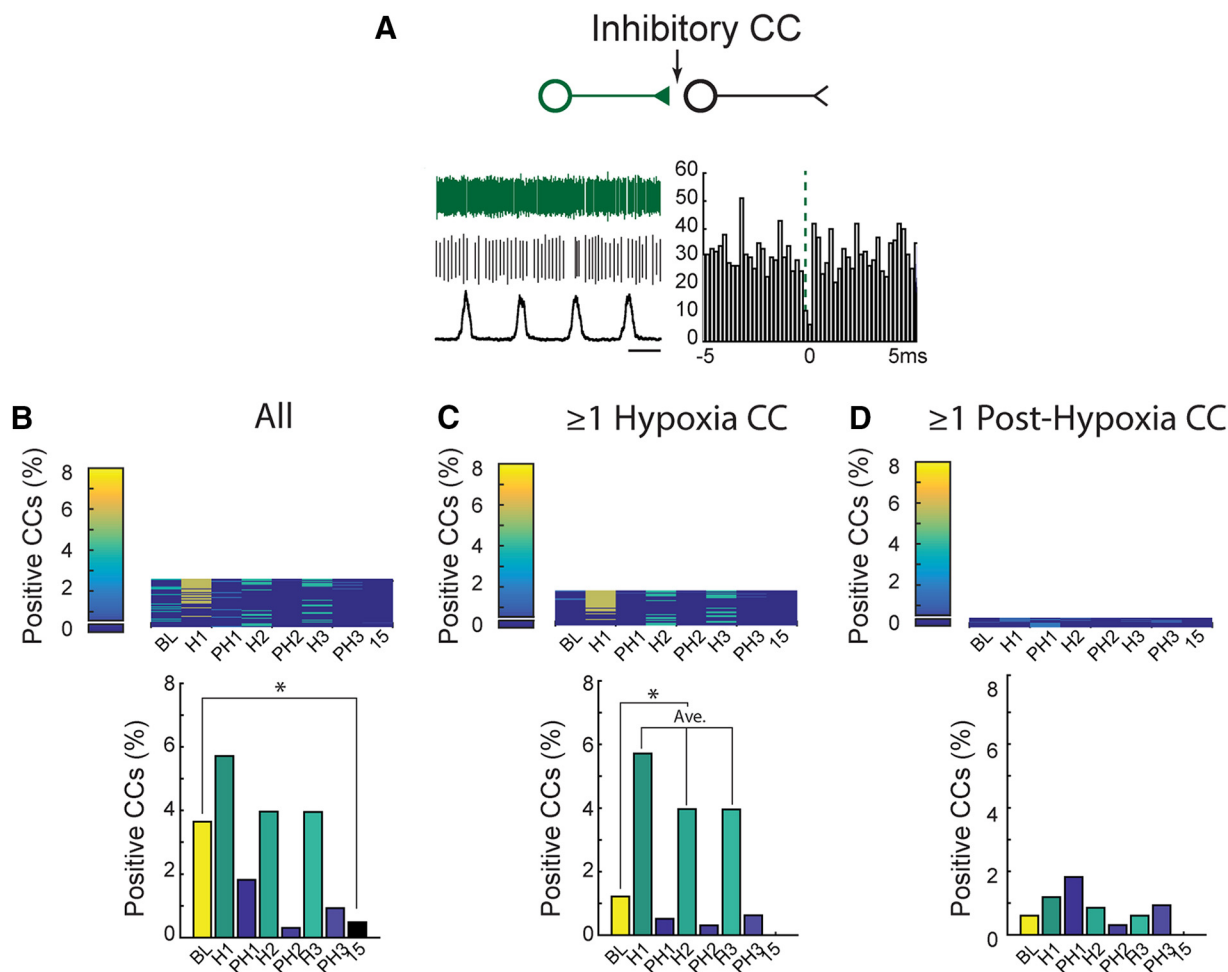 A
Inhibitory CC
60
50
40
30
20
10
0
-5
0
5ms
B
All
Positive CCs (%)
8
6
4
2
0
BL
H1
PH1
H2
PH2
H3
PH3
15
Positive CCs (%)
8
6
4
2
0
*
BL
H1
PH1
H2
PH2
H3
PH3
15
C
≥1 Hypoxia CC
Positive CCs (%)
8
6
4
2
0
BL
H1
PH1
H2
PH2
H3
PH3
15
Positive CCs (%)
8
6
4
2
0
*
Ave.
BL
H1
PH1
H2
PH2
H3
PH3
15
D
≥1 Post-Hypoxia CC
Positive CCs (%)
8
6
4
2
0
BL
H1
PH1
H2
PH2
H3
PH3
15
Positive CCs (%)
8
6
4
2
0
BL
H1
PH1
H2
PH2
H3
PH3
15